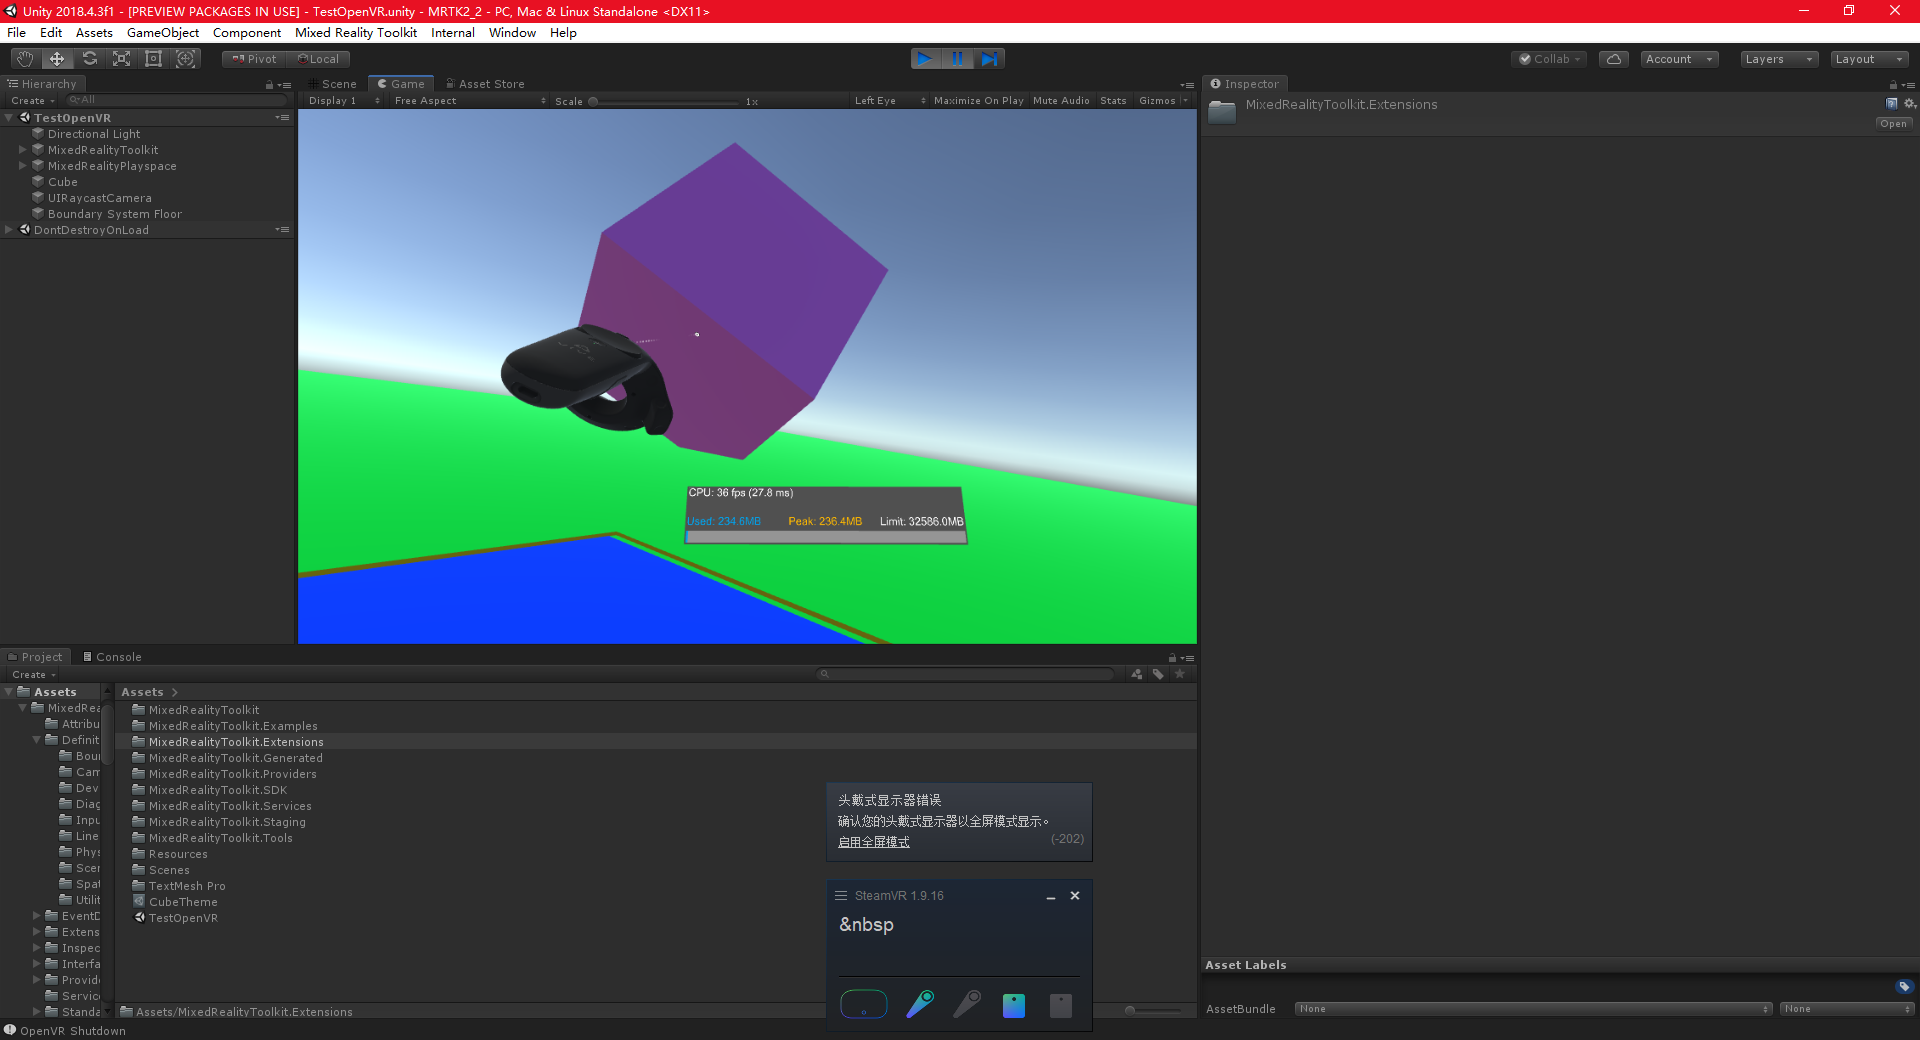 Unity 2018.4.3f1 - [PREVIEW PACKAGES IN USE] - TestOpenVR.unity - MRTK2_2 - PC, Mac & Linux Standalone <DX11>
File Edit Assets GameObject Component Mixed Reality Toolkit Internal Window Help
Pivot Local Collab Account Layers Layout
Hierarchy
Create All
TestOpenVR
Directional Light
MixedRealityToolkit
MixedRealityPlayspace
Cube
UIRaycastCamera
Boundary System Floor
DontDestroyOnLoad
Scene Game Asset Store
Display 1 Free Aspect Scale 1x Left Eye Maximize On Play Mute Audio Stats Gizmos
CPU: 36 fps (27.8 ms)
Used: 234.6MB Peak: 236.4MB Limit: 32586.0MB
Inspector
MixedRealityToolkit.Extensions
Open
Project Console
Create
Assets
MixedRea
Attribu
Definit
Bour
Cam
Dev
Diag
Inpu
Line
Phys
Scer
Spat
Utilit
EventD
Extens
Inspec
Interfa
Provid
Servic
Standa
Assets
MixedRealityToolkit
MixedRealityToolkit.Examples
MixedRealityToolkit.Extensions
MixedRealityToolkit.Generated
MixedRealityToolkit.Providers
MixedRealityToolkit.SDK
MixedRealityToolkit.Services
MixedRealityToolkit.Staging
MixedRealityToolkit.Tools
Resources
Scenes
TextMesh Pro
CubeTheme
TestOpenVR
Assets/MixedRealityToolkit.Extensions
头戴式显示器错误
确认您的头戴式显示器以全屏模式显示。
启用全屏模式 (-202)
SteamVR 1.9.16
&nbsp
Asset Labels
AssetBundle None None
OpenVR Shutdown